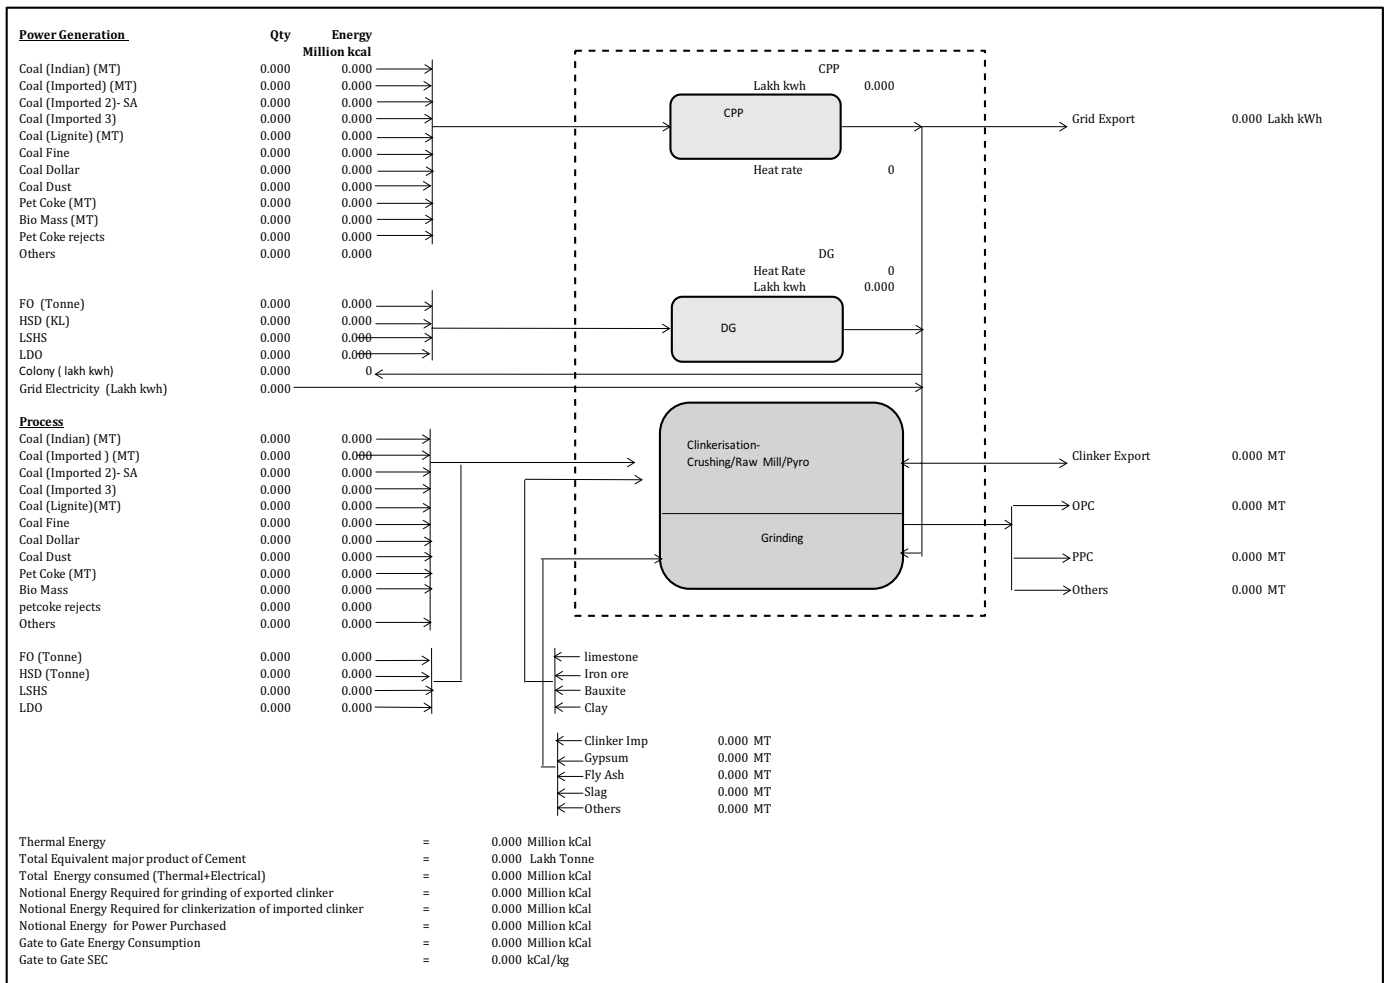 Power Generation Qty Energy
Million kcal
Coal (Indian) (MT) 0.000 0.000 CPP
Coal (Imported) (MT) 0.000 0.000 Lakh kwh 0.000
Coal (Imported 2)- SA 0.000 0.000
Coal (Imported 3) 0.000 0.000 CPP Grid Export 0.000 Lakh kWh
Coal (Lignite) (MT) 0.000 0.000
Coal Fine 0.000 0.000
Coal Dollar 0.000 0.000 Heat rate 0
Coal Dust 0.000 0.000
Pet Coke (MT) 0.000 0.000
Bio Mass (MT) 0.000 0.000
Pet Coke rejects 0.000 0.000
Others 0.000 0.000 DG
Heat Rate 0
Lakh kwh 0.000
FO (Tonne) 0.000 0.000
HSD (KL) 0.000 0.000 DG
LSHS 0.000 0.000
LDO 0.000 0.000
Colony ( lakh kwh) 0.000 0
Grid Electricity (Lakh kwh) 0.000
Process
Coal (Indian) (MT) 0.000 0.000 Clinkerisation-
Coal (Imported ) (MT) 0.000 0.000 Crushing/Raw Mill/Pyro Clinker Export 0.000 MT
Coal (Imported 2)- SA 0.000 0.000
Coal (Imported 3) 0.000 0.000
Coal (Lignite)(MT) 0.000 0.000 OPC 0.000 MT
Coal Fine 0.000 0.000
Coal Dollar 0.000 0.000 Grinding
Coal Dust 0.000 0.000 PPC 0.000 MT
Pet Coke (MT) 0.000 0.000
Bio Mass 0.000 0.000 Others 0.000 MT
petcoke rejects 0.000 0.000
Others 0.000 0.000
FO (Tonne) 0.000 0.000 limestone
HSD (Tonne) 0.000 0.000 Iron ore
LSHS 0.000 0.000 Bauxite
LDO 0.000 0.000 Clay
Clinker Imp 0.000 MT
Gypsum 0.000 MT
Fly Ash 0.000 MT
Slag 0.000 MT
Others 0.000 MT
Thermal Energy = 0.000 Million kCal
Total Equivalent major product of Cement = 0.000 Lakh Tonne
Total Energy consumed (Thermal+Electrical) = 0.000 Million kCal
Notional Energy Required for grinding of exported clinker = 0.000 Million kCal
Notional Energy Required for clinkerization of imported clinker = 0.000 Million kCal
Notional Energy for Power Purchased = 0.000 Million kCal
Gate to Gate Energy Consumption = 0.000 Million kCal
Gate to Gate SEC = 0.000 kCal/kg